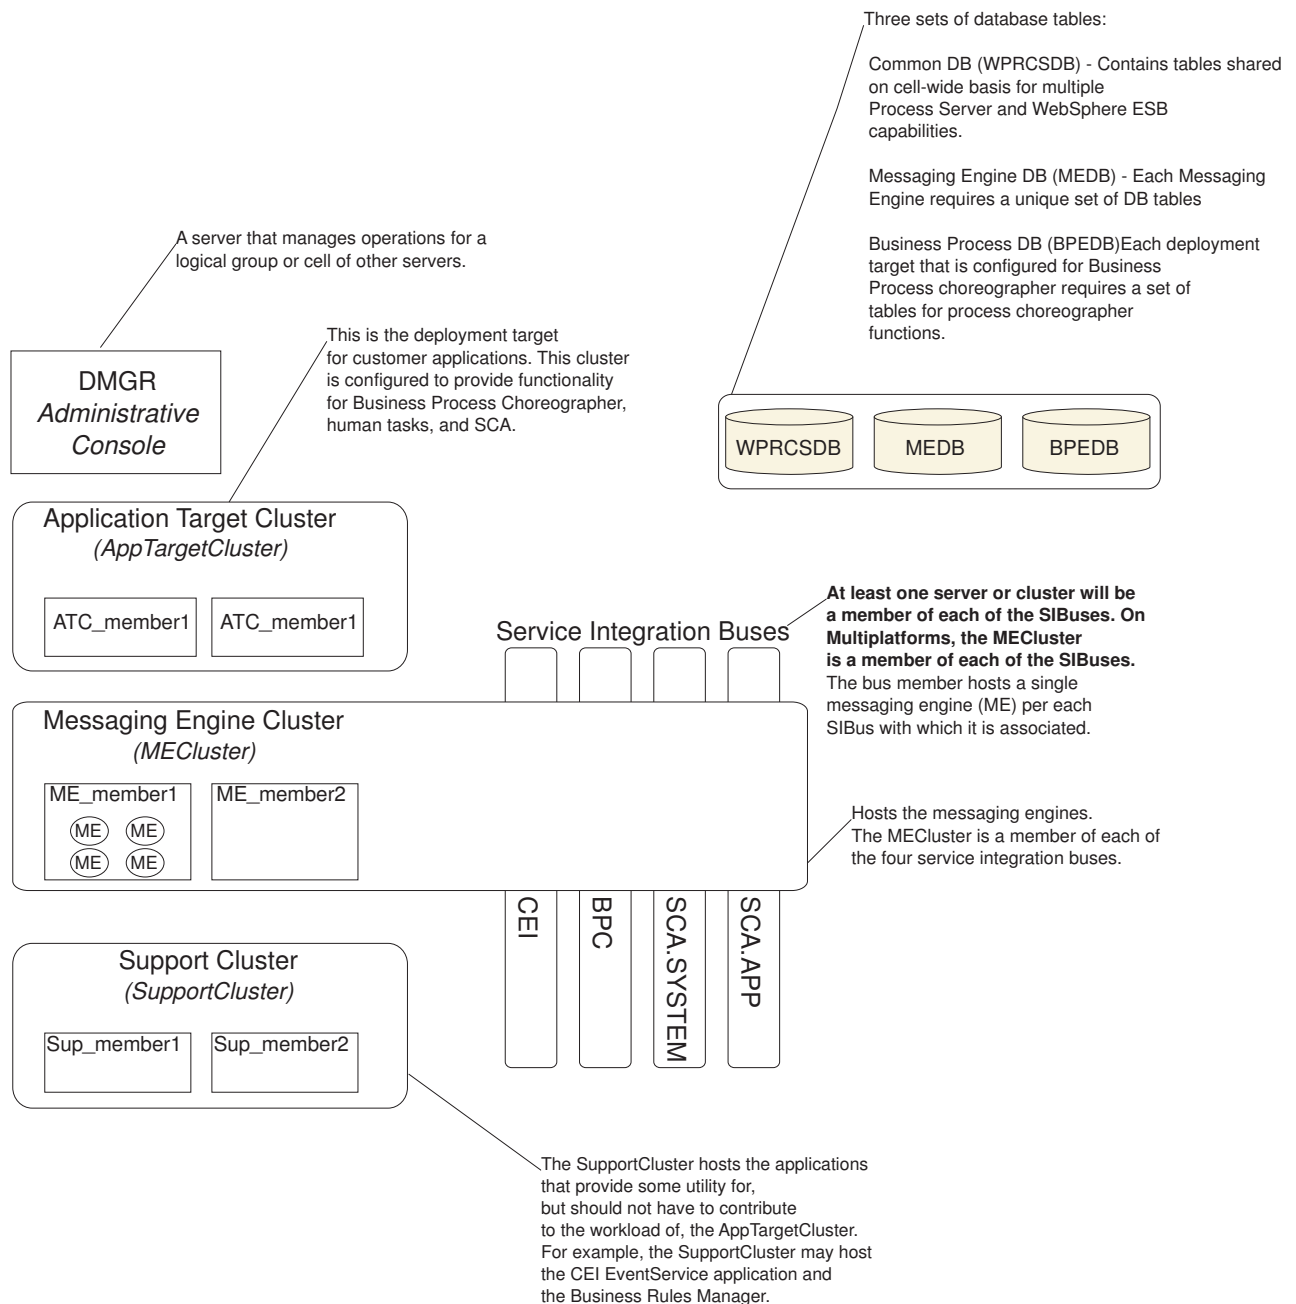 Three sets of database tables:
Common DB (WPRCSDB) - Contains tables shared
on cell-wide basis for multiple
Process Server and WebSphere ESB
capabilities.
Messaging Engine DB (MEDB) - Each Messaging
Engine requires a unique set of DB tables
Business Process DB (BPEDB)Each deployment
target that is configured for Business
Process choreographer requires a set of
tables for process choreographer
functions.
A server that manages operations for a
logical group or cell of other servers.
This is the deployment target
for customer applications. This cluster
is configured to provide functionality
for Business Process Choreographer,
human tasks, and SCA.
DMGR
Administrative
Console
WPRCSDB
MEDB
BPEDB
Application Target Cluster
(AppTargetCluster)
ATC_member1
ATC_member1
Service Integration Buses
At least one server or cluster will be
a member of each of the SIBuses. On
Multiplatforms, the MECluster
is a member of each of the SIBuses.
The bus member hosts a single
messaging engine (ME) per each
SIBus with which it is associated.
Messaging Engine Cluster
(MECluster)
ME_member1
ME
ME
ME
ME
ME_member2
Hosts the messaging engines.
The MECluster is a member of each of
the four service integration buses.
CEI
BPC
SCA.SYSTEM
SCA.APP
Support Cluster
(SupportCluster)
Sup_member1
Sup_member2
The SupportCluster hosts the applications
that provide some utility for,
but should not have to contribute
to the workload of, the AppTargetCluster.
For example, the SupportCluster may host
the CEI EventService application and
the Business Rules Manager.